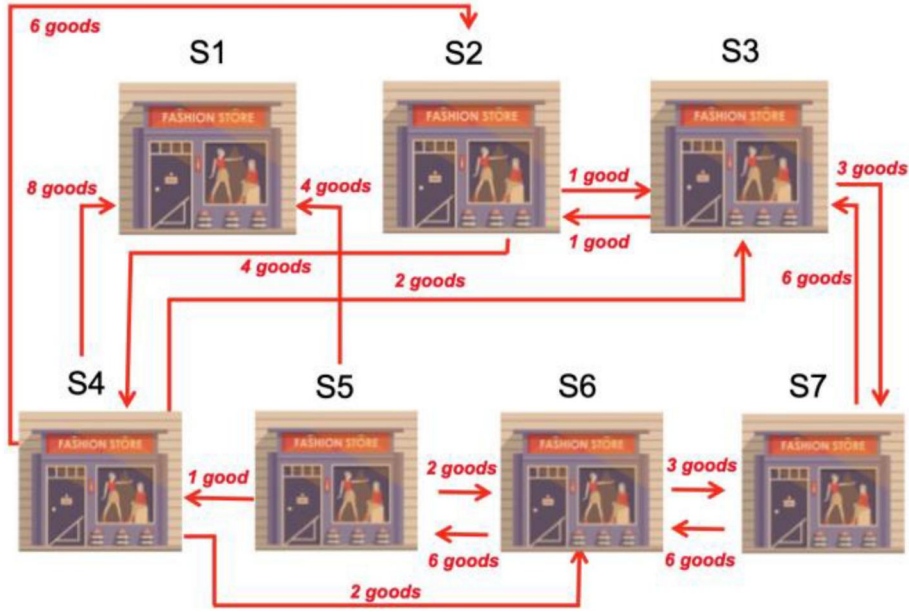 6 goods
S1
S2
S3
FASHION STORE
FASHION STORE
FASHION STORE
8 goods
4 goods
1 good
3 goods
1 good
4 goods
2 goods
6 goods
S4
S5
S6
S7
FASHION STORE
FASHION STORE
FASHION STORE
FASHION STORE
1 good
2 goods
3 goods
6 goods
6 goods
2 goods